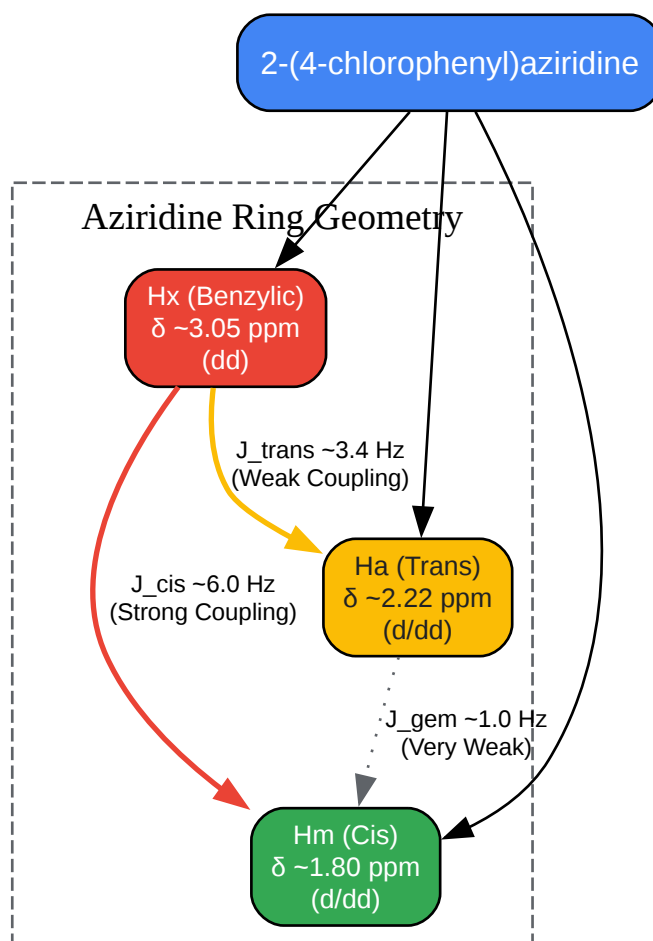 2-(4-chlorophenyl)aziridine
Aziridine Ring Geometry
Hx (Benzylic)
δ ~3.05 ppm
(dd)
J_trans ~3.4 Hz
(Weak Coupling)
Ha (Trans)
δ ~2.22 ppm
(d/dd)
J_cis ~6.0 Hz
(Strong Coupling)
J_gem ~1.0 Hz
(Very Weak)
Hm (Cis)
δ ~1.80 ppm
(d/dd)